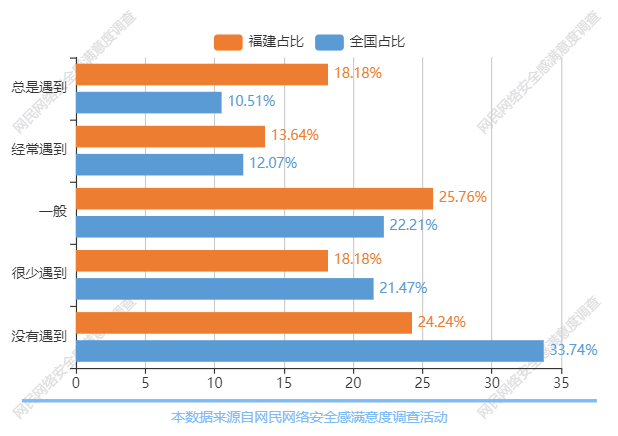 福建占比 全国占比
总是遇到 18.18%
10.51%
经常遇到 13.64%
12.07%
一般 25.76%
22.21%
很少遇到 18.18%
21.47%
没有遇到 24.24%
33.74%
0 5 10 15 20 25 30 35
本数据来源自网民网络安全感满意度调查活动
网民网络安全感满意度调查
网民网络安全感满意度调查
网民网络安全感满意度调查
网民网络安全感满意度调查